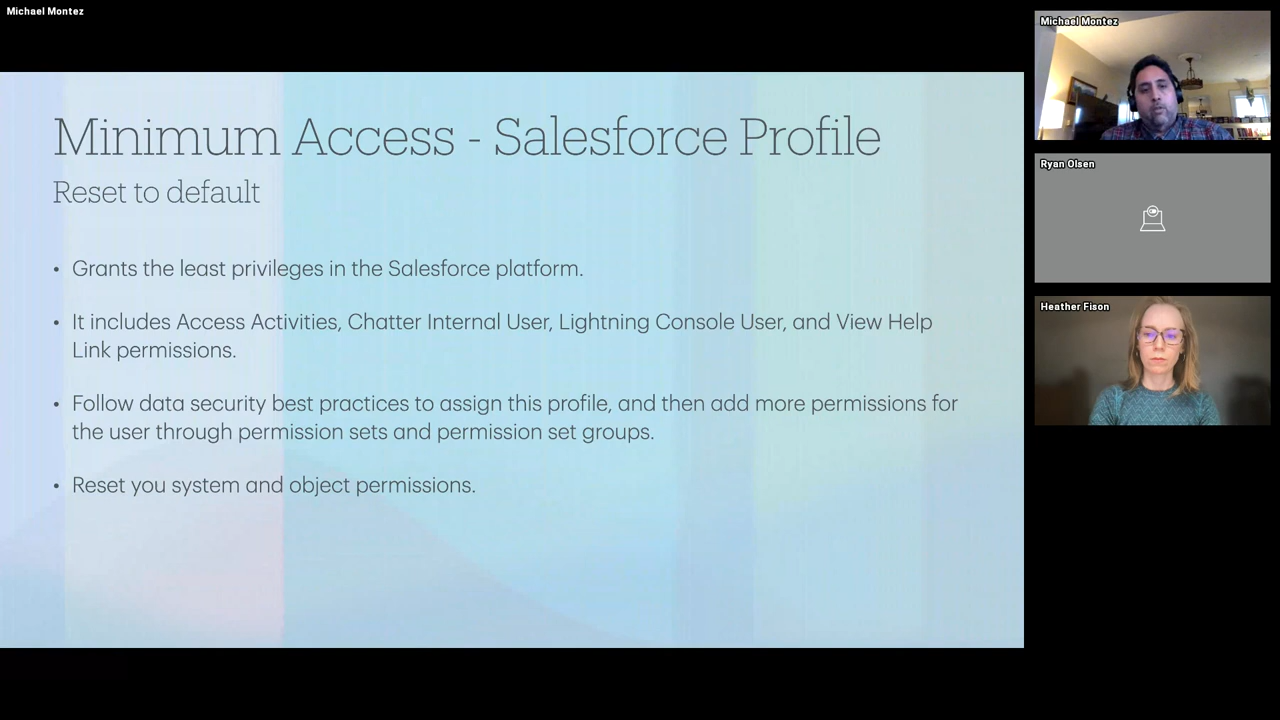 Michael Montez
Minimum Access - Salesforce Profile
Reset to default
• Grants the least privileges in the Salesforce platform.
• It includes Access Activities, Chatter Internal User, Lightning Console User, and View Help
Link permissions.
• Follow data security best practices to assign this profile, and then add more permissions for
the user through permission sets and permission set groups.
• Reset you system and object permissions.
Michael Montez
Ryan Olsen
Heather Fison